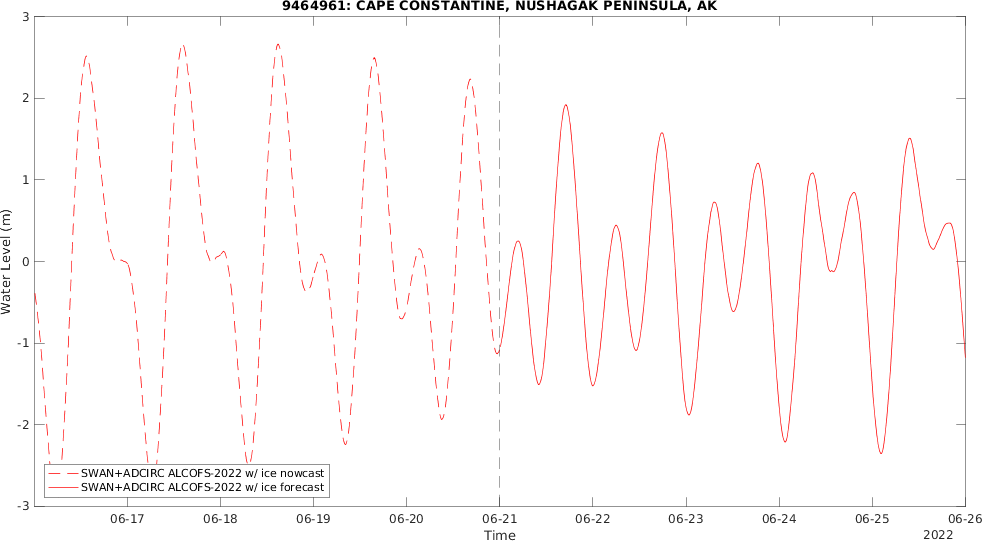 9464961: CAPE CONSTANTINE, NUSHAGAK PENINSULA, AK
3
2
1
0
-1
-2
-3
Water Level (m)
SWAN+ADCIRC ALCOFS-2022 w/ ice nowcast
SWAN+ADCIRC ALCOFS-2022 w/ ice forecast
06-17 06-18 06-19 06-20 06-21 06-22 06-23 06-24 06-25 06-26
Time
2022